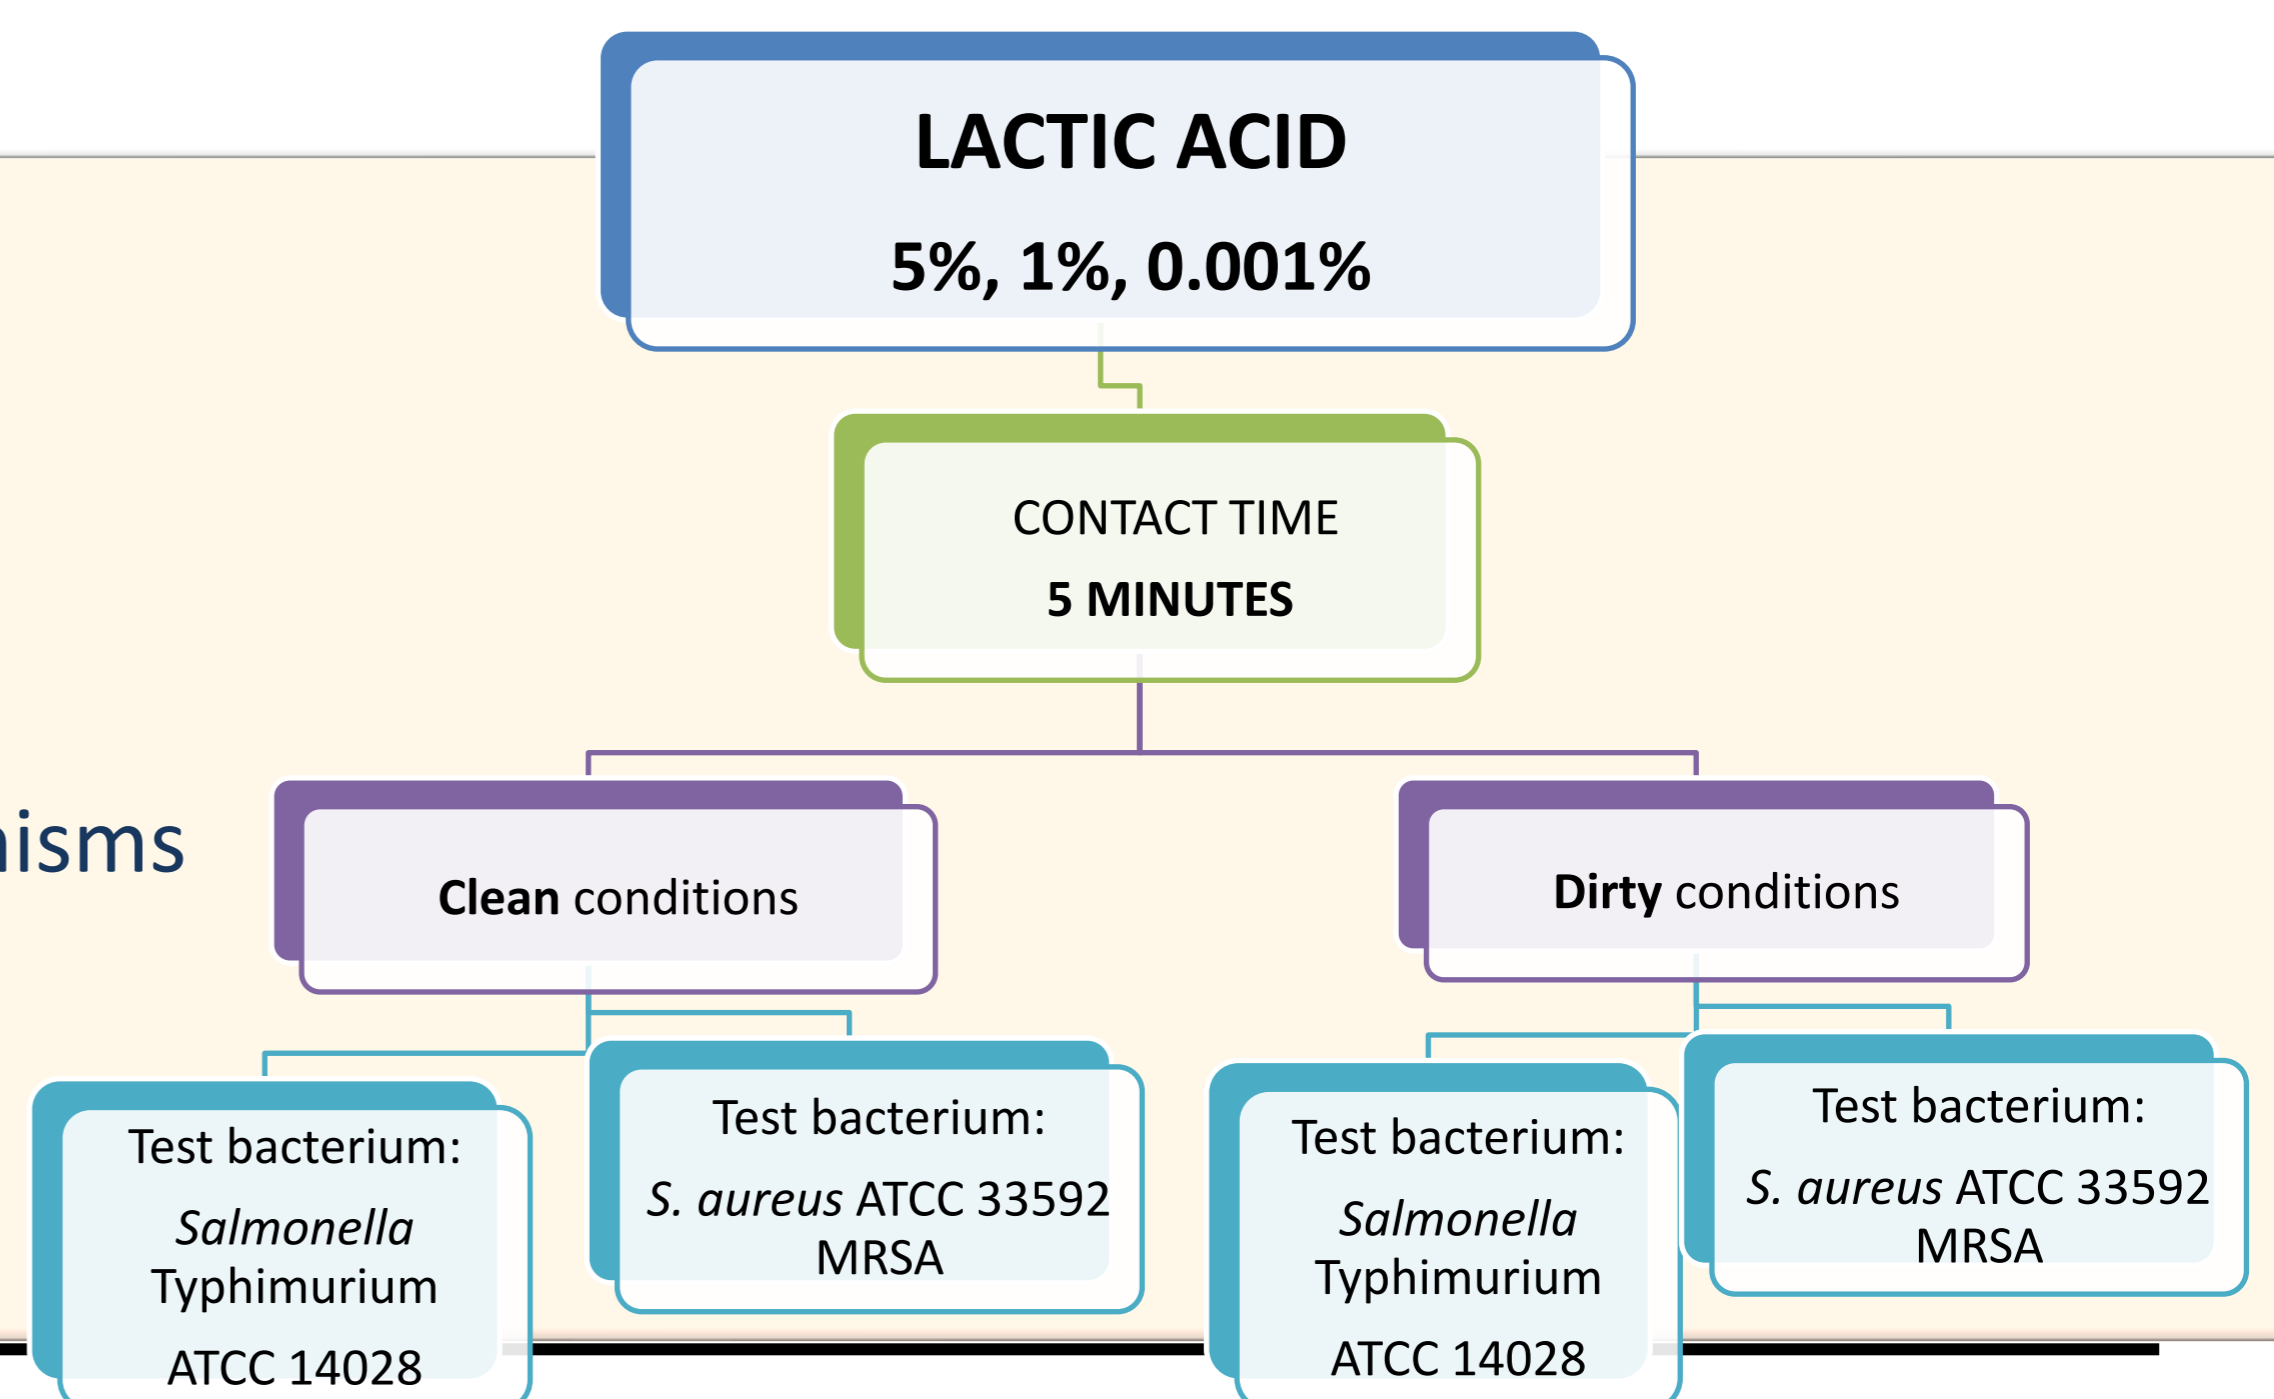 LACTIC ACID
5%, 1%, 0.001%
CONTACT TIME
5 MINUTES
nisms
Clean conditions
Dirty conditions
Test bacterium:
Salmonella
Typhimurium
ATCC 14028
Test bacterium:
S. aureus ATCC 33592
MRSA
Test bacterium:
Salmonella
Typhimurium
ATCC 14028
Test bacterium:
S. aureus ATCC 33592
MRSA